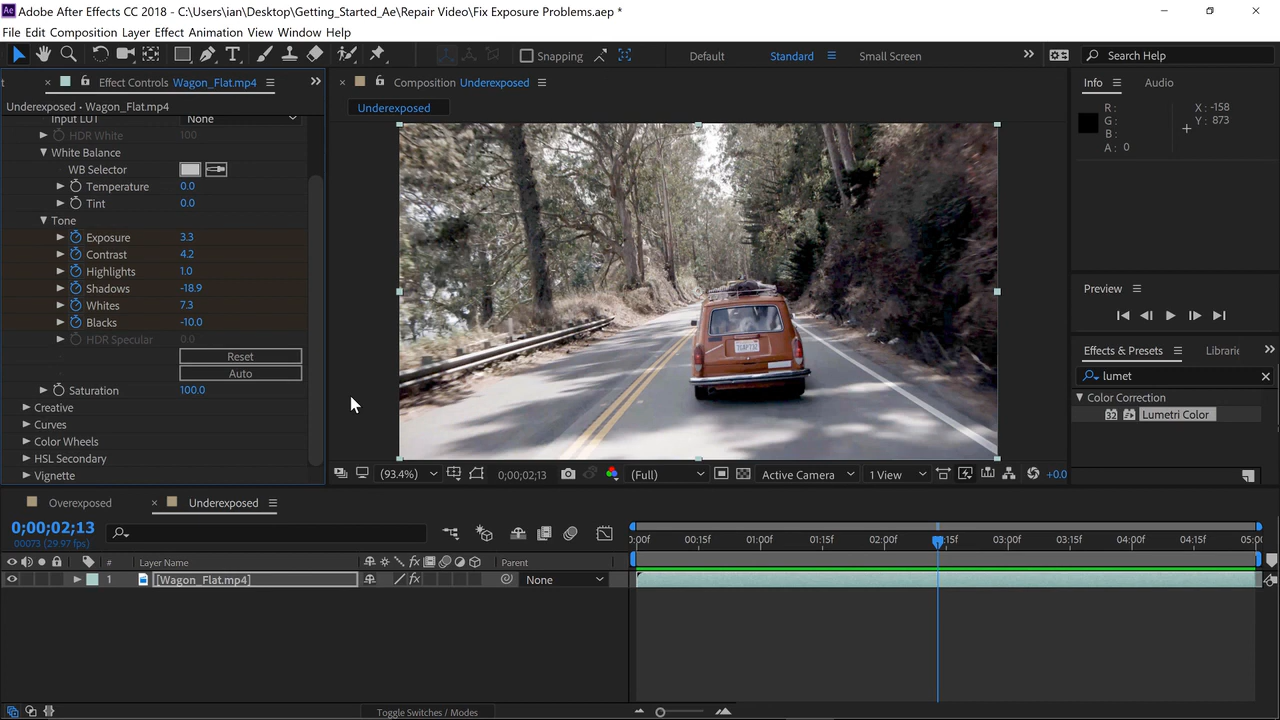 Ae Adobe After Effects CC 2018 - C:\Users\ian\Desktop\Getting_Started_Ae\Repair Video\Fix Exposure Problems.aep *
File Edit Composition Layer Effect Animation View Window Help
Snapping Default Standard Small Screen Search Help
t Effect Controls Wagon_Flat.mp4 Composition Underexposed Info Audio
Underexposed • Wagon_Flat.mp4 Underexposed
R: X: -158
G: Y: 873
B:
A: 0
Input LUT None
HDR White 100
White Balance
WB Selector
Temperature 0.0
Tint 0.0
Tone
Exposure 3.3
Contrast 4.2
Highlights 1.0
Shadows -18.9
Whites 7.3
Blacks -10.0
HDR Specular 0.0
Reset
Auto
Saturation 100.0
Creative
Curves
Color Wheels
HSL Secondary
Vignette
Preview
Effects & Presets Librarie
lumet
Color Correction
32 Lumetri Color
(93.4%) 0;00;02;13 (Full) Active Camera 1 View +0.0
Overexposed Underexposed
0;00;02;13
00073 (29.97 fps)
0:00f 00:15f 01:00f 01:15f 02:00f 02:15f 03:00f 03:15f 04:00f 04:15f 05:00f
# Layer Name fx Parent
1 [Wagon_Flat.mp4] fx None
Toggle Switches / Modes